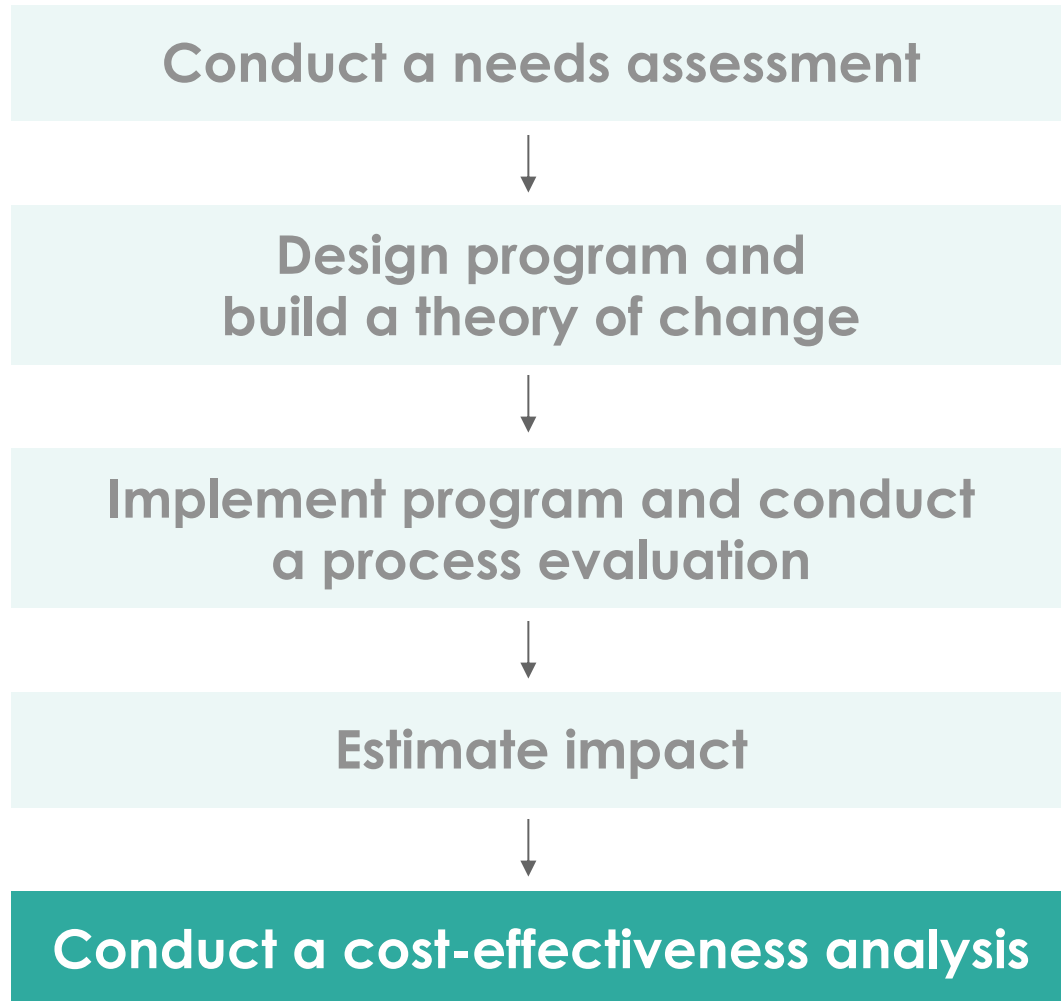 Conduct a needs assessment
Design program and
build a theory of change
Implement program and conduct
a process evaluation
Estimate impact
Conduct a cost-effectiveness analysis